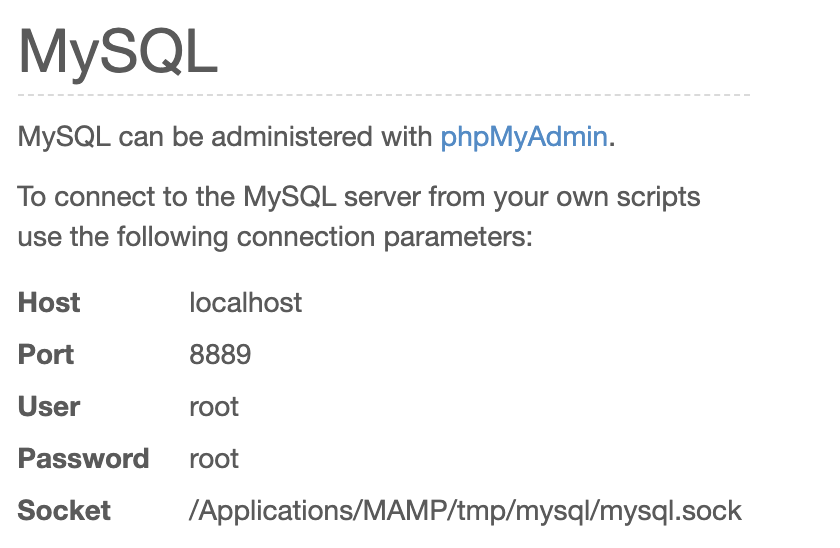 MySQL
MySQL can be administered with phpMyAdmin.
To connect to the MySQL server from your own scripts
use the following connection parameters:
Host localhost
Port 8889
User root
Password root
Socket /Applications/MAMP/tmp/mysql/mysql.sock